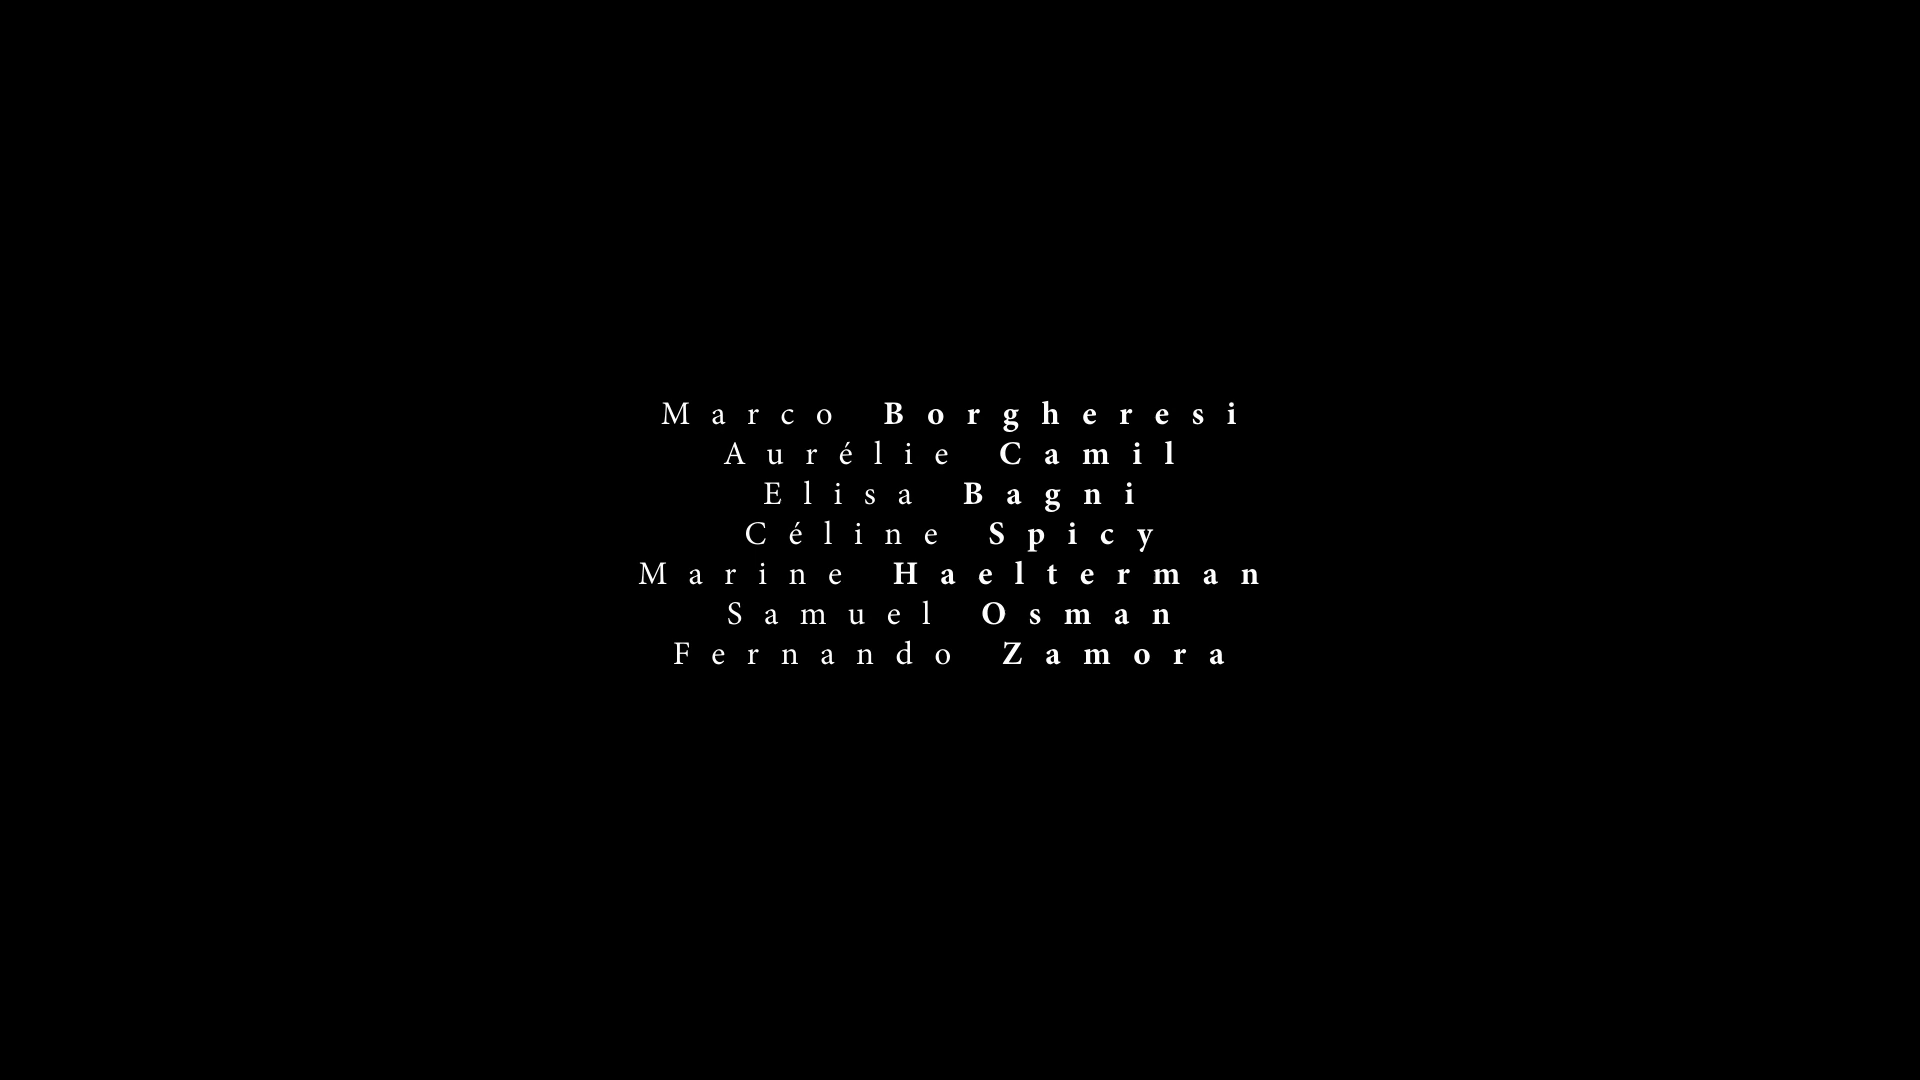 Marco Borgheresi
Aurélie Camil
Elisa Bagni
Céline Spicy
Marine Haelterman
Samuel Osman
Fernando Zamora